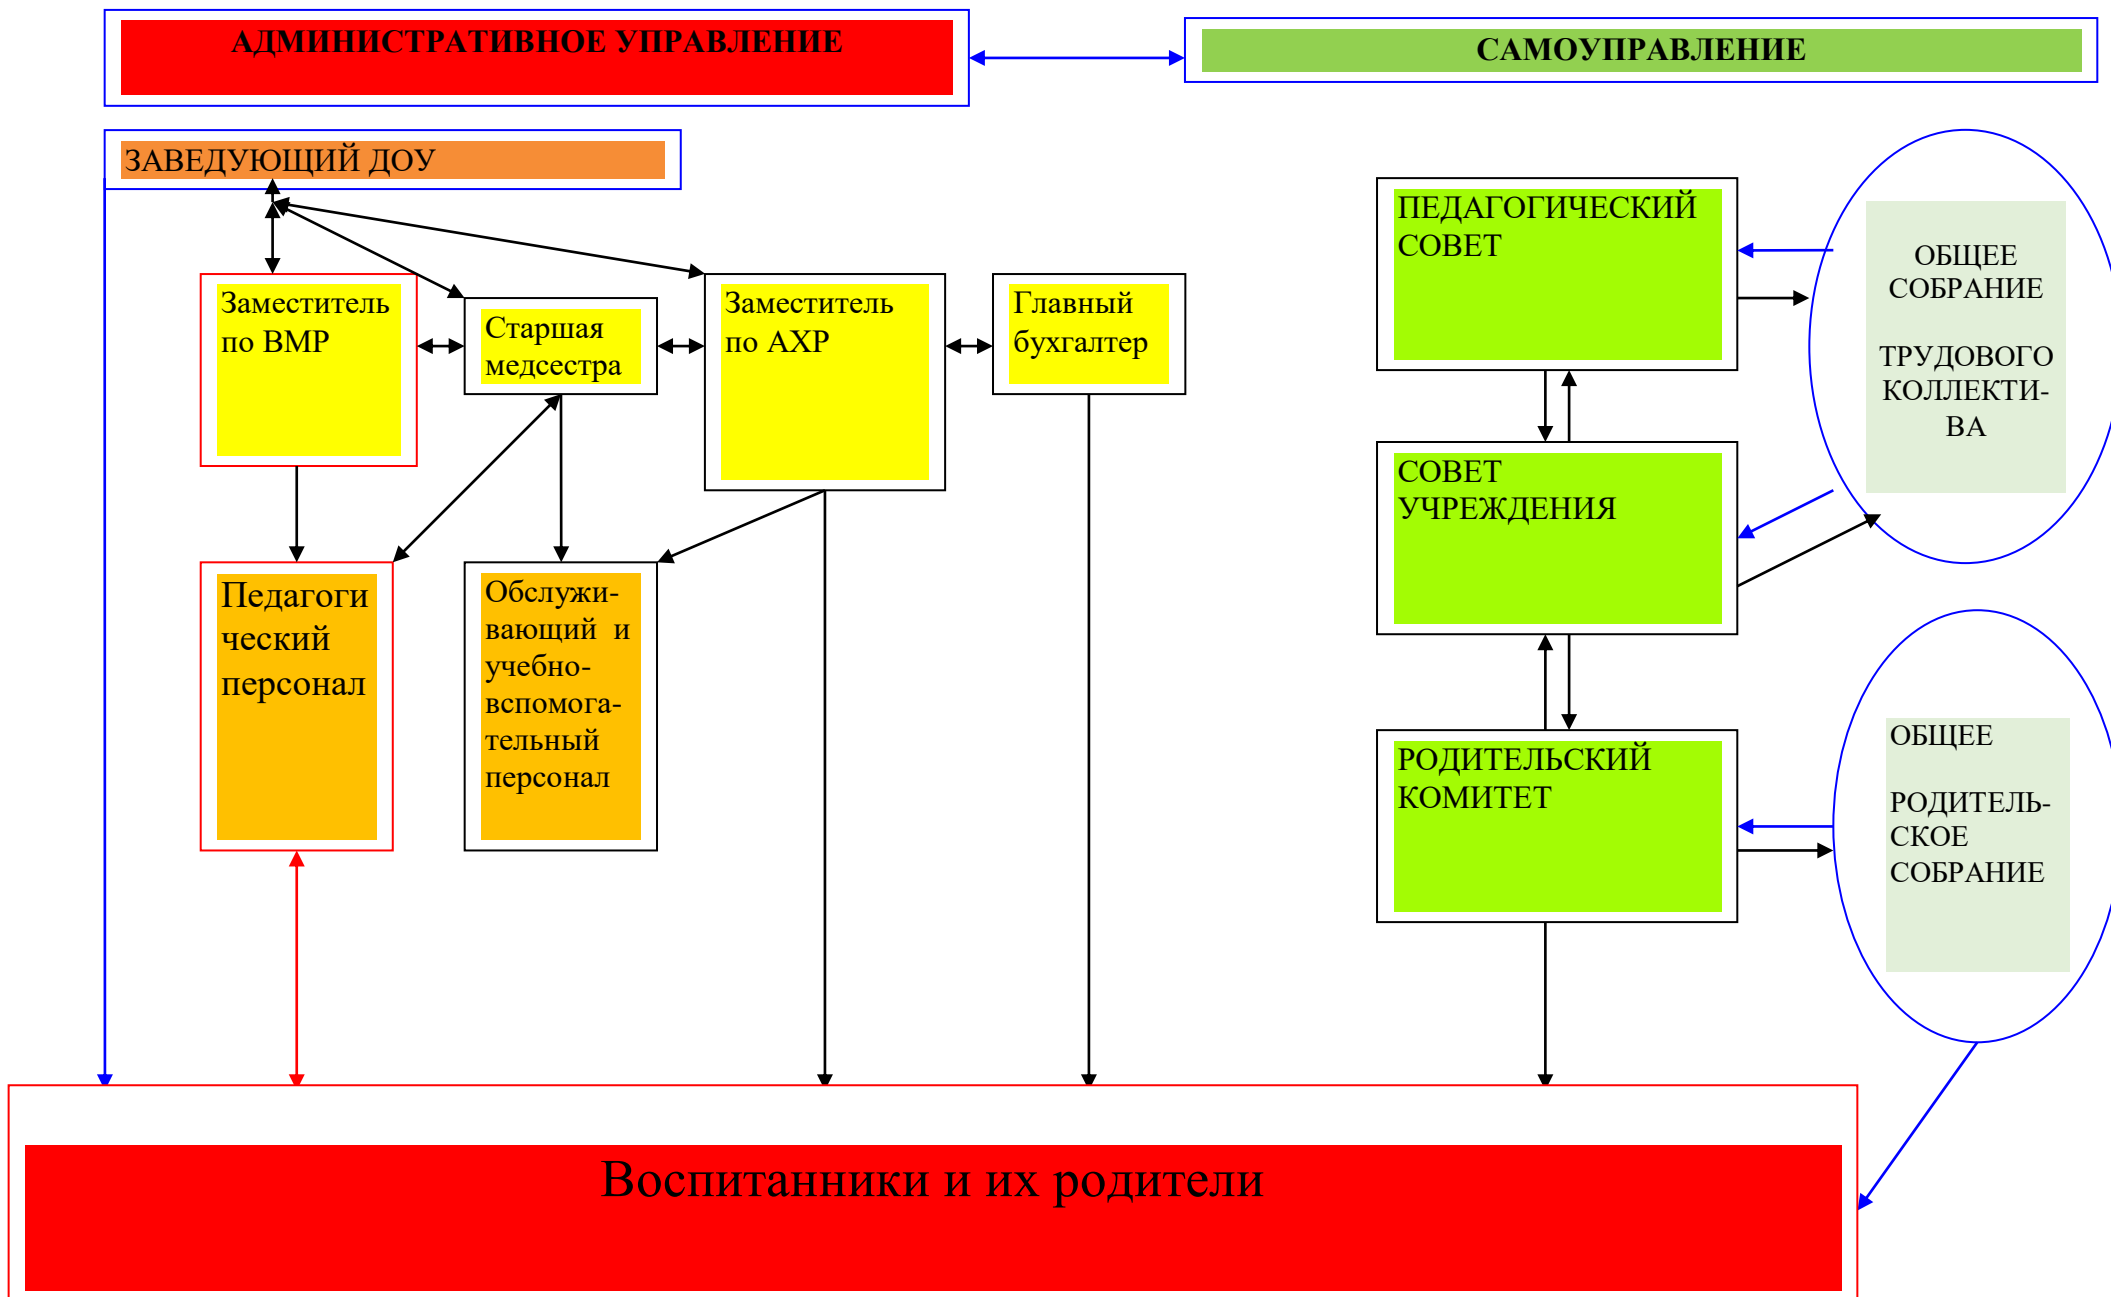 АДМИНИСТРАТИВНОЕ УПРАВЛЕНИЕ
САМОУПРАВЛЕНИЕ
ЗАВЕДУЮЩИЙ ДОУ
Заместитель
по ВМР
Старшая
медсестра
Заместитель
по АХР
Главный
бухгалтер
Педагоги
ческий
персонал
Обслужи-
вающий и
учебно-
вспомога-
тельный
персонал
ПЕДАГОГИЧЕСКИЙ
СОВЕТ
СОВЕТ
УЧРЕЖДЕНИЯ
РОДИТЕЛЬСКИЙ
КОМИТЕТ
ОБЩЕЕ
СОБРАНИЕ
ТРУДОВОГО
КОЛЛЕКТИ-
ВА
ОБЩЕЕ
РОДИТЕЛЬ-
СКОЕ
СОБРАНИЕ
Воспитанники и их родители